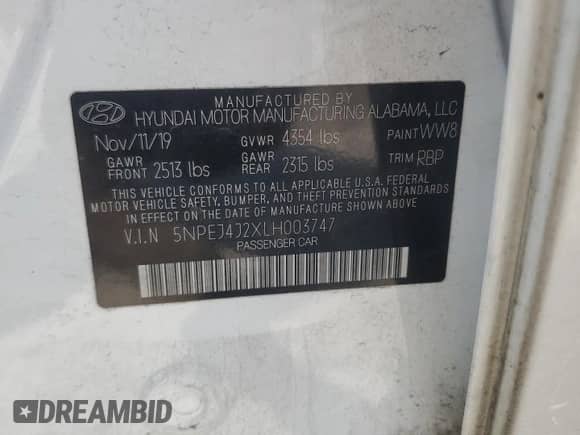 MANUFACTURED BY
HYUNDAI MOTOR MANUFACTURING ALABAMA, LLC
Nov/11/19 GVWR 4354 lbs PAINT WW8
GAWR FRONT 2513 lbs GAWR REAR 2315 lbs TRIM RBP
THIS VEHICLE CONFORMS TO ALL APPLICABLE U.S.A. FEDERAL
MOTOR VEHICLE SAFETY, BUMPER, AND THEFT PREVENTION
STANDARDS IN EFFECT ON THE DATE OF MANUFACTURE
SHOWN ABOVE.
V.I.N 5NPEJ4J2XLH003747
PASSENGER CAR
DREAMBID